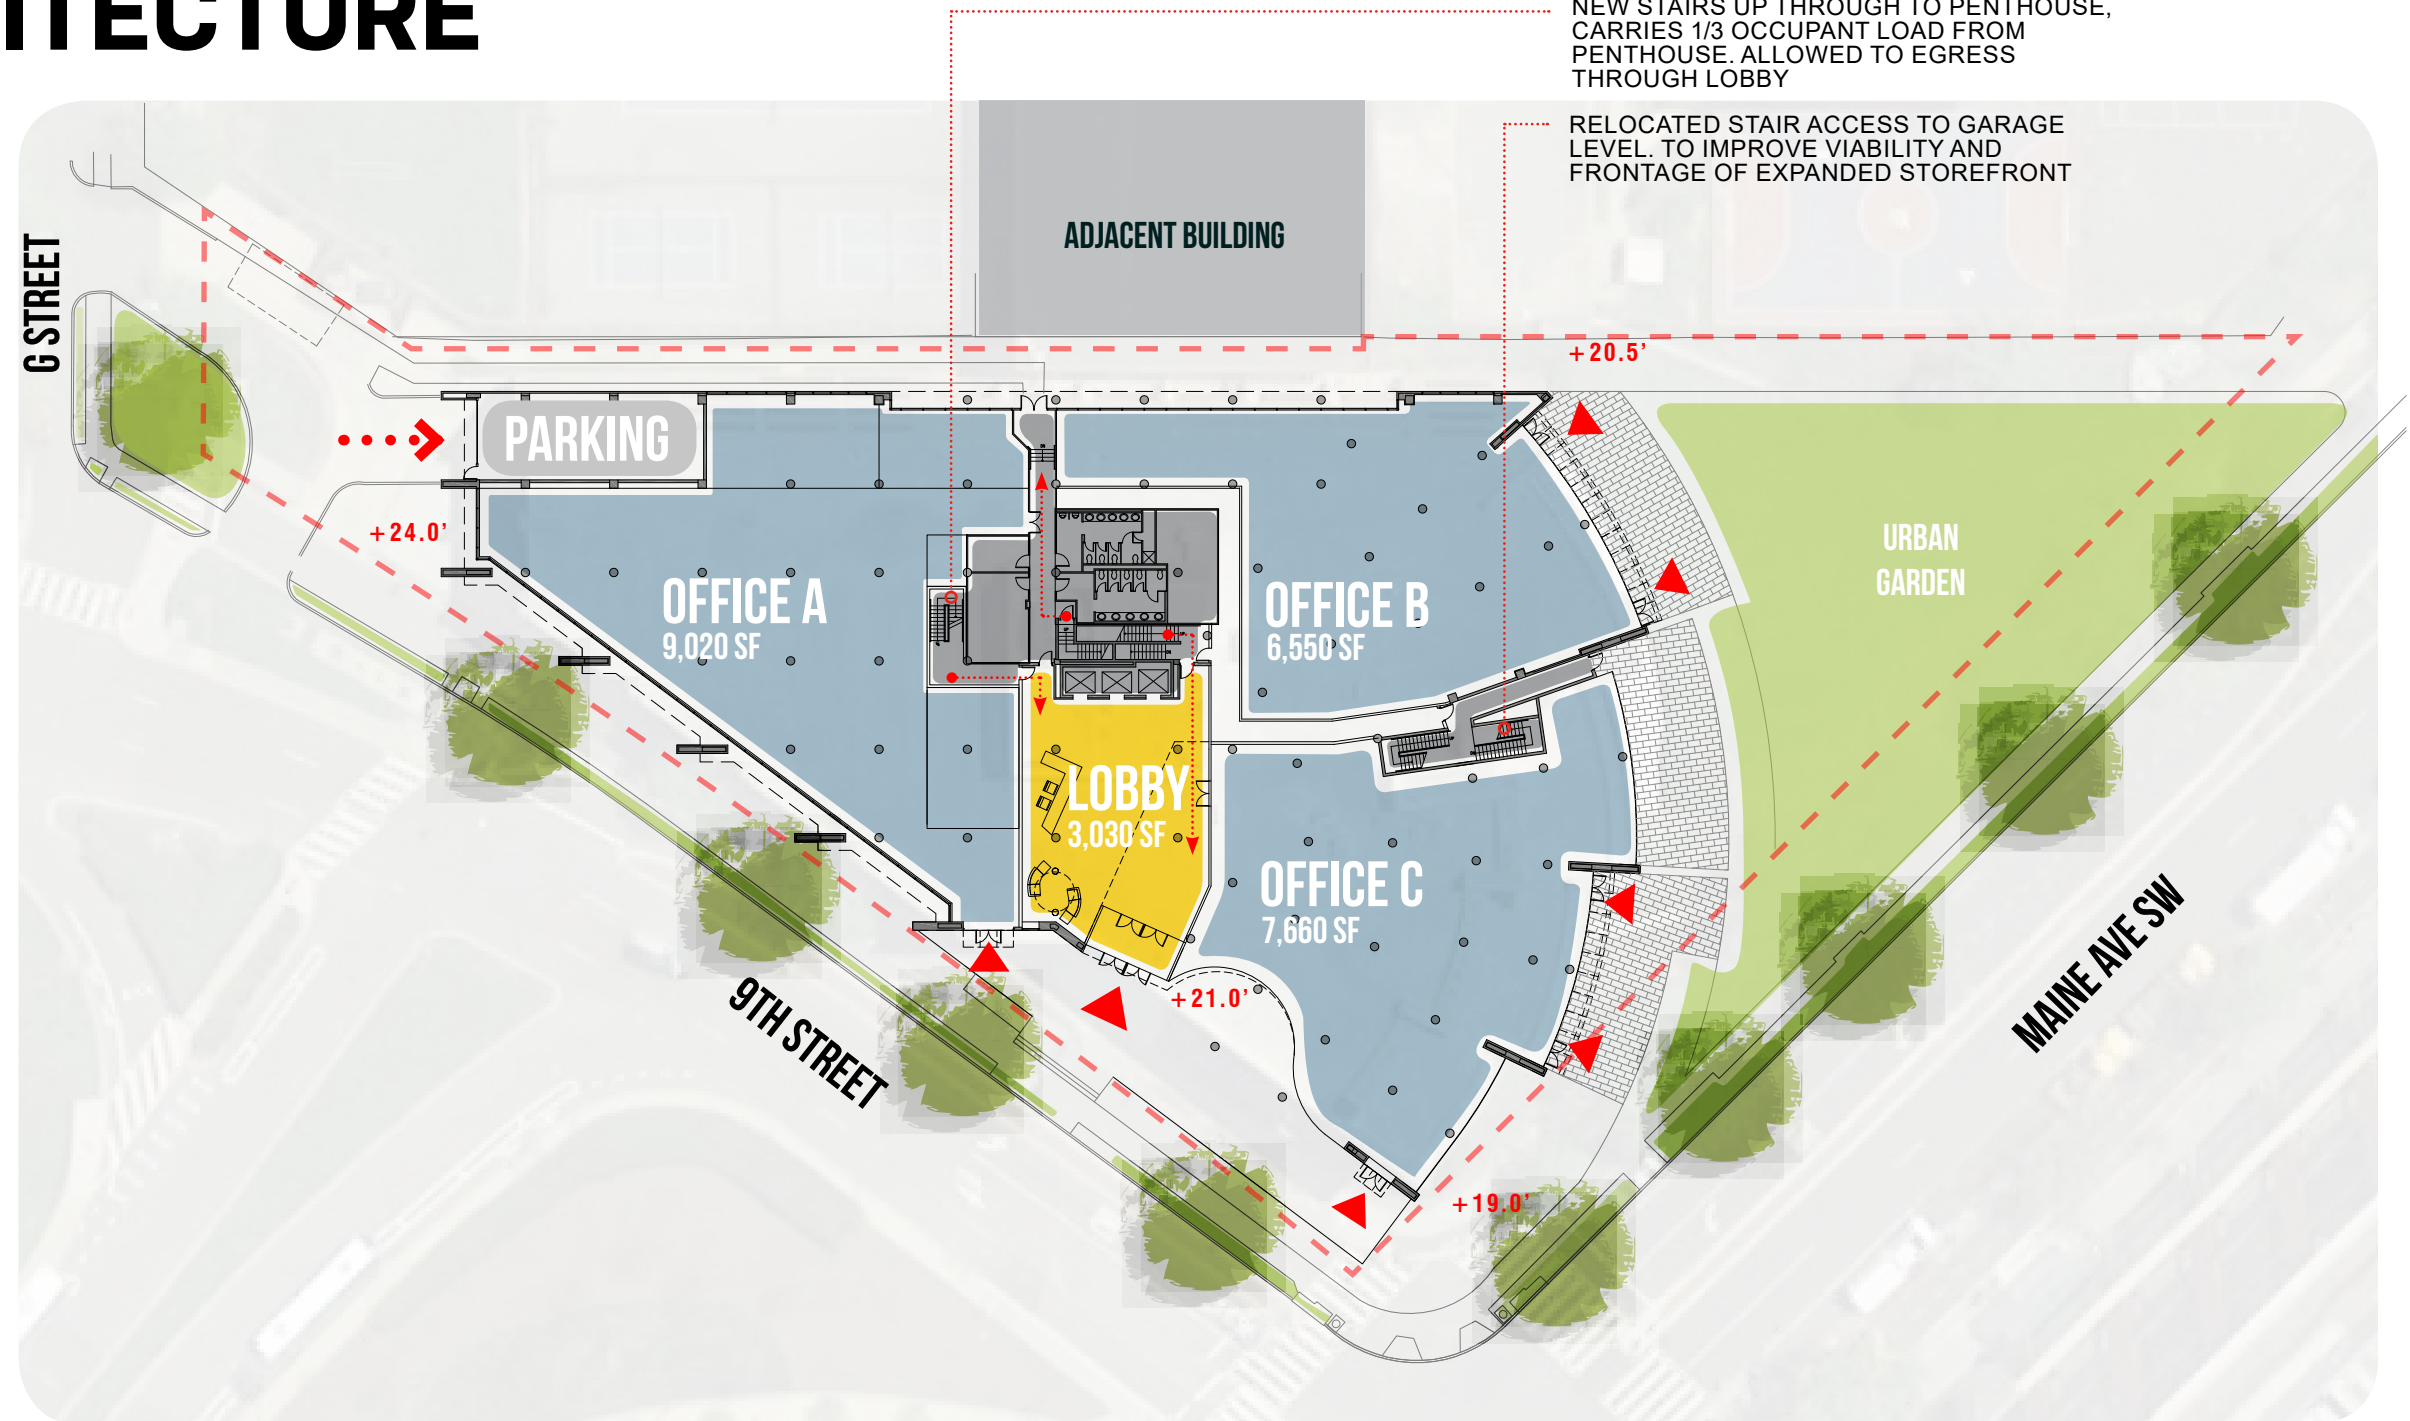 ITECTURE
NEW STAIRS UP THROUGH TO PENTHOUSE,
CARRIES 1/3 OCCUPANT LOAD FROM
PENTHOUSE. ALLOWED TO EGRESS
THROUGH LOBBY
RELOCATED STAIR ACCESS TO GARAGE
LEVEL. TO IMPROVE VIABILITY AND
FRONTAGE OF EXPANDED STOREFRONT
ADJACENT BUILDING
G STREET
+20.5’
PARKING
+24.0’
URBAN
GARDEN
OFFICE A
9,020 SF
OFFICE B
6,550 SF
LOBBY
3,030 SF
OFFICE C
7,660 SF
+21.0’
9TH STREET
MAINE AVE SW
+19.0’